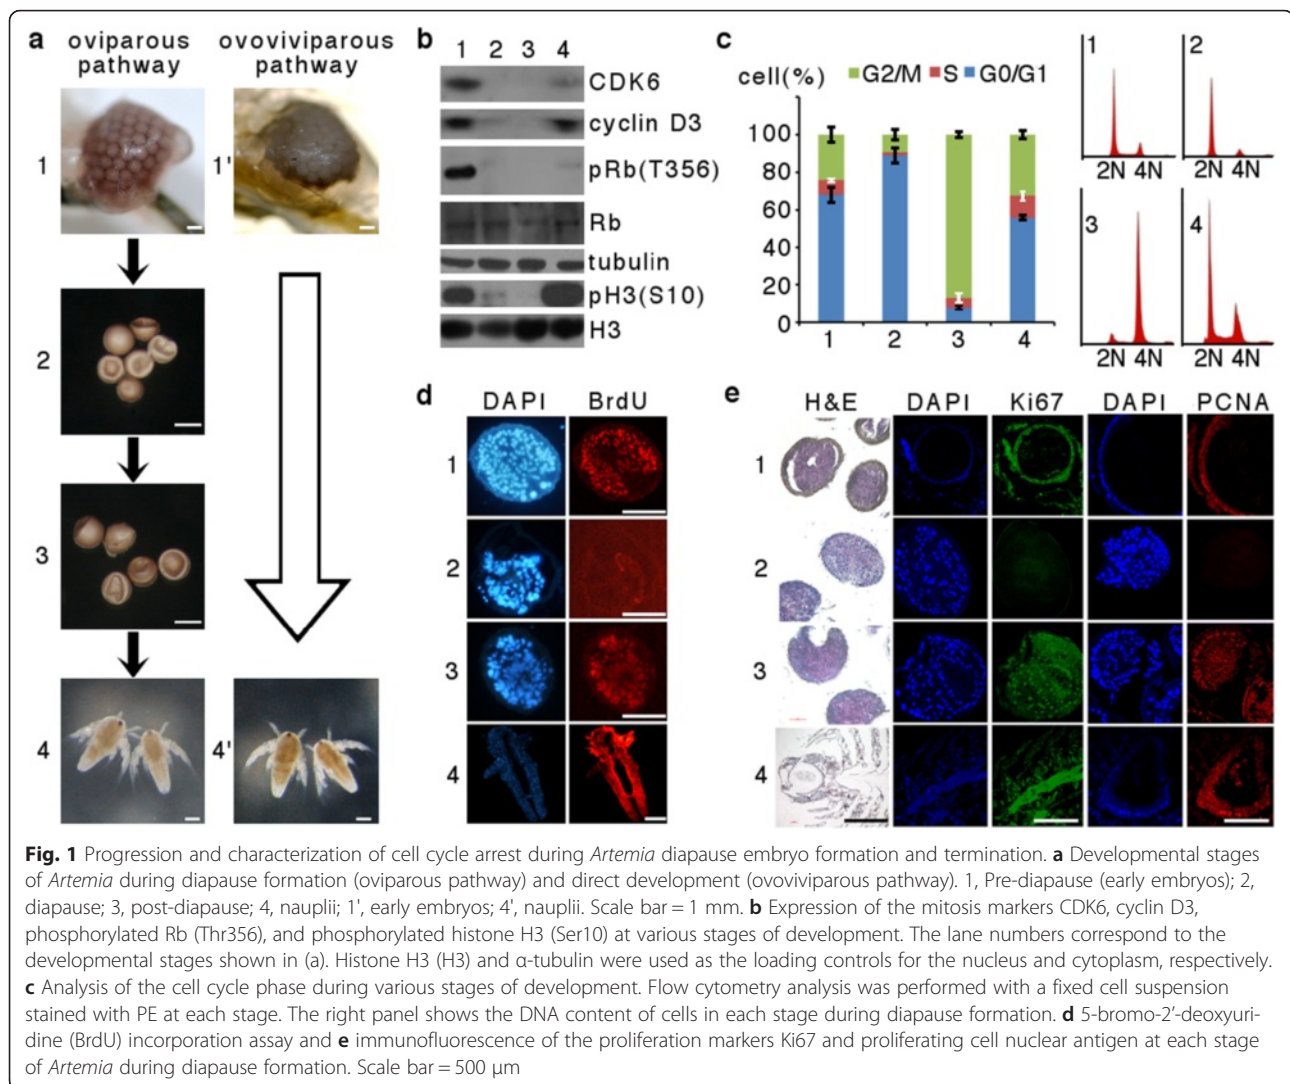 a
oviparous pathway
ovoviviparous pathway
1
1'
2
3
4
4'
b
1 2 3 4
CDK6
cyclin D3
pRb(T356)
Rb
tubulin
pH3(S10)
H3
c
cell(%)
G2/M S G0/G1
100
80
60
40
20
0
1 2 3 4
1
2N 4N
2
2N 4N
3
2N 4N
4
2N 4N
d
DAPI BrdU
1
2
3
4
e
H&E DAPI Ki67 DAPI PCNA
1
2
3
4
Fig. 1 Progression and characterization of cell cycle arrest during Artemia diapause embryo formation and termination. a Developmental stages
of Artemia during diapause formation (oviparous pathway) and direct development (ovoviviparous pathway). 1, Pre-diapause (early embryos); 2,
diapause; 3, post-diapause; 4, nauplii; 1', early embryos; 4', nauplii. Scale bar = 1 mm. b Expression of the mitosis markers CDK6, cyclin D3,
phosphorylated Rb (Thr356), and phosphorylated histone H3 (Ser10) at various stages of development. The lane numbers correspond to the
developmental stages shown in (a). Histone H3 (H3) and α-tubulin were used as the loading controls for the nucleus and cytoplasm, respectively.
c Analysis of the cell cycle phase during various stages of development. Flow cytometry analysis was performed with a fixed cell suspension
stained with PE at each stage. The right panel shows the DNA content of cells in each stage during diapause formation. d 5-bromo-2′-deoxyuri-
dine (BrdU) incorporation assay and e immunofluorescence of the proliferation markers Ki67 and proliferating cell nuclear antigen at each stage
of Artemia during diapause formation. Scale bar = 500 μm